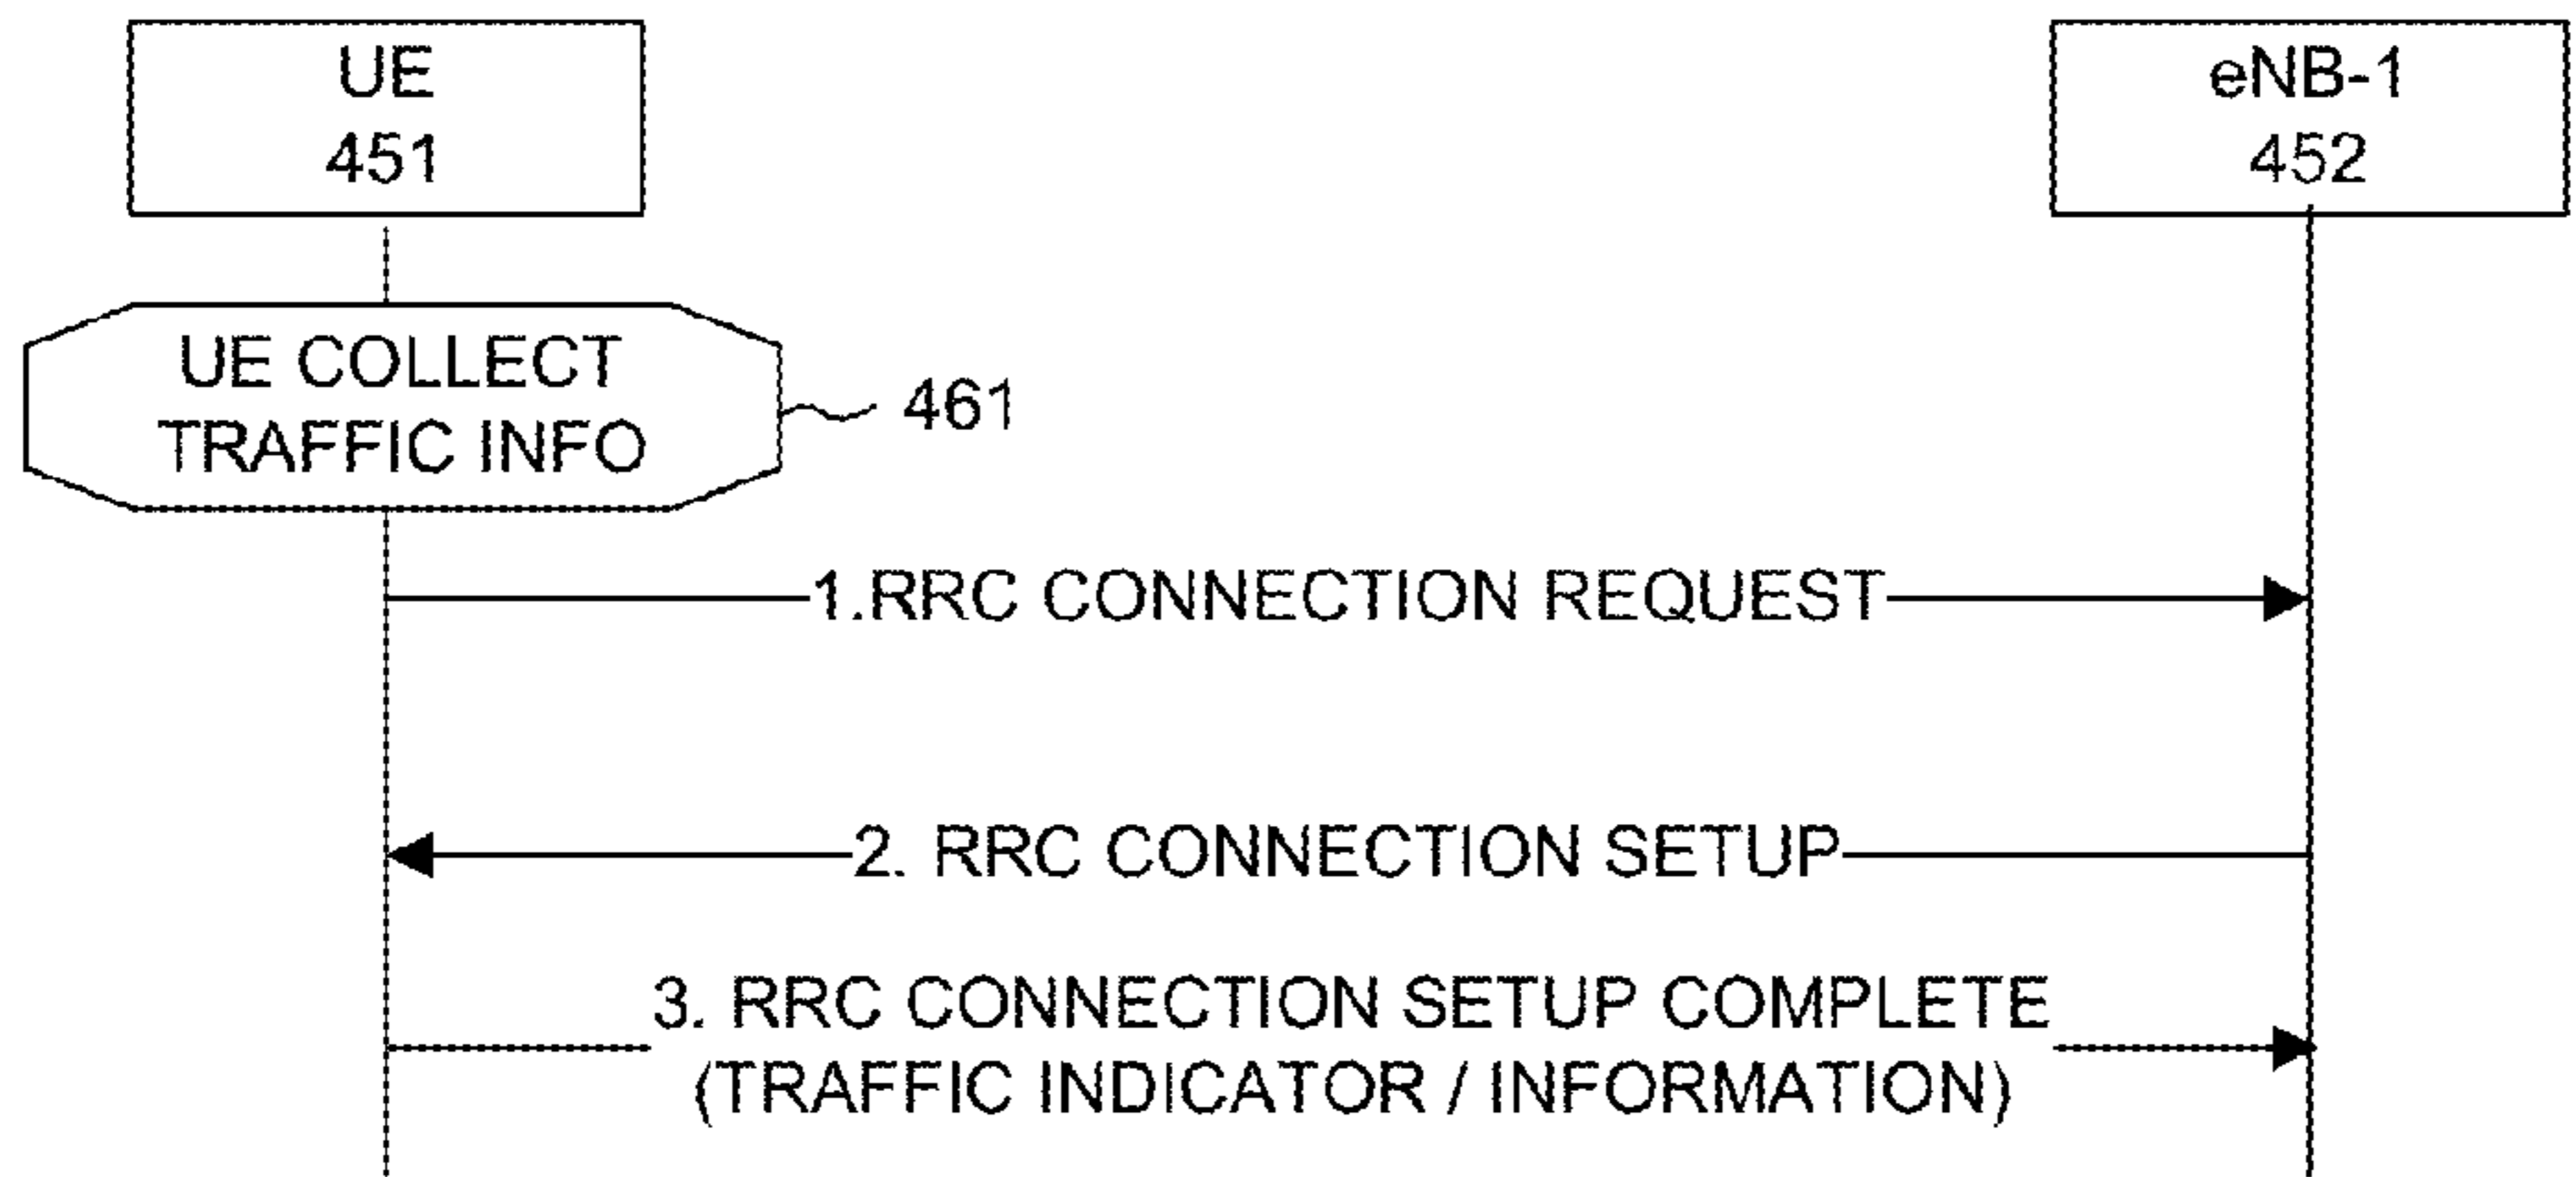 UE
451
eNB-1
452
UE COLLECT
TRAFFIC INFO
461
1.RRC CONNECTION REQUEST
2. RRC CONNECTION SETUP
3. RRC CONNECTION SETUP COMPLETE
(TRAFFIC INDICATOR / INFORMATION)